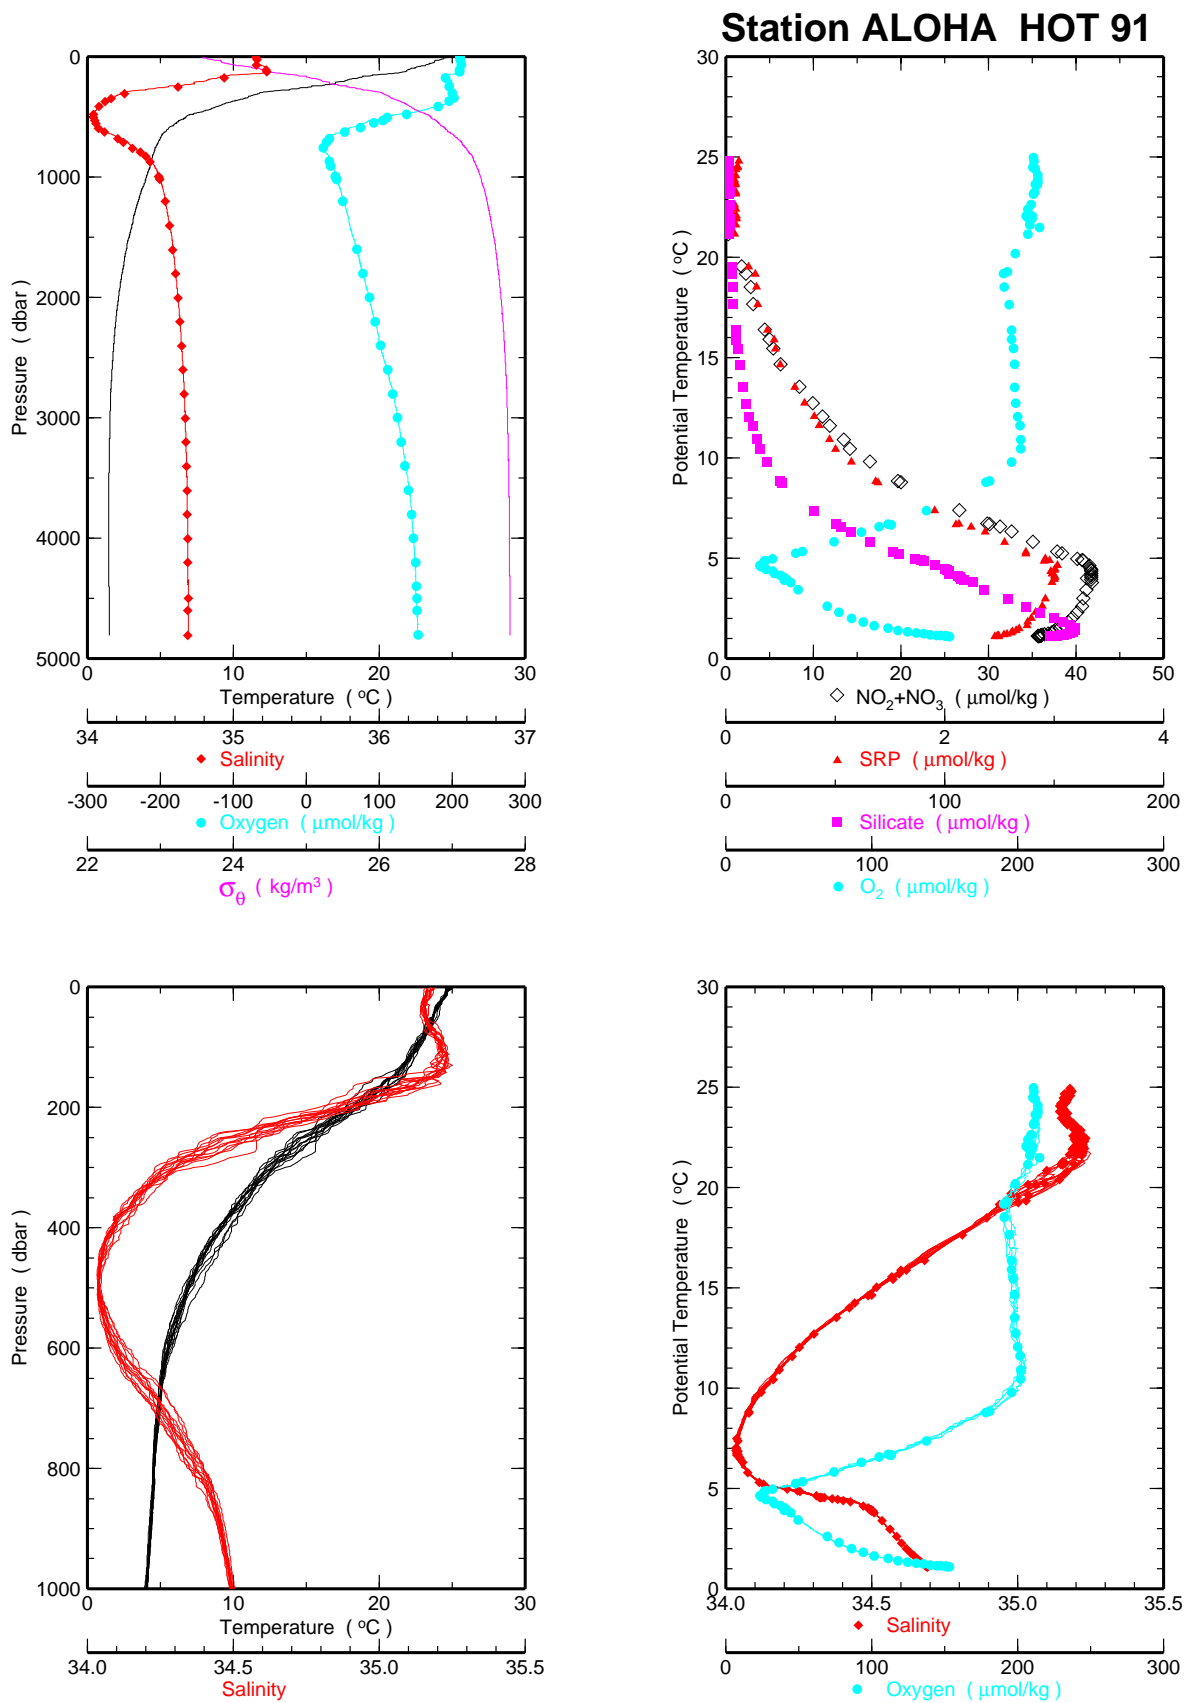 Station ALOHA  HOT 91
0
1000
2000
3000
4000
5000
Pressure ( dbar)
0 10 20 30
Temperature ( °C)
34 35 36 37
Salinity
-300 -200 -100 0 100 200 300
Oxygen ( μmol/kg)
22 24 26 28
σθ ( kg/m³ )
30
25
20
15
10
5
0
Potential Temperature ( °C)
0 10 20 30 40 50
NO₂+NO₃ ( μmol/kg)
0 2 4
SRP ( μmol/kg)
0 100 200
Silicate ( μmol/kg)
0 100 200 300
O₂ ( μmol/kg)
0
200
400
600
800
1000
Pressure ( dbar)
0 10 20 30
Temperature ( °C)
34.0 34.5 35.0 35.5
Salinity
30
25
20
15
10
5
0
Potential Temperature ( °C)
34.0 34.5 35.0 35.5
Salinity
0 100 200 300
Oxygen ( μmol/kg)